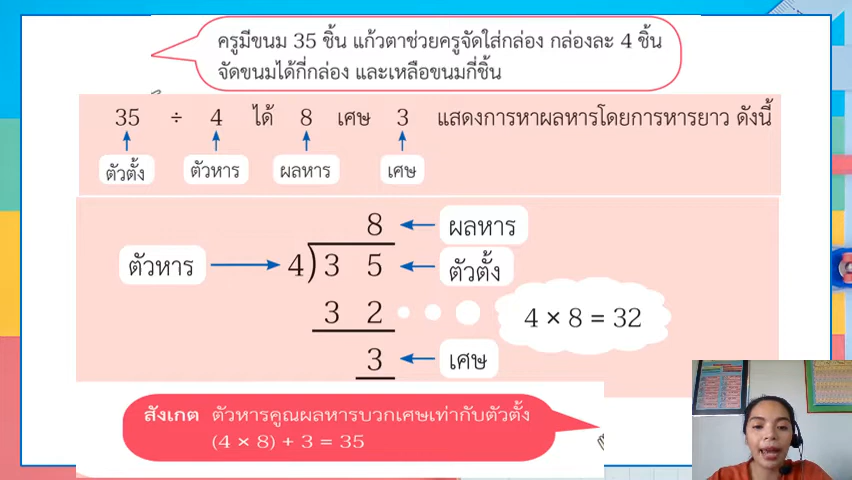 ครูมีขนม 35 ชิ้น แก้วตาช่วยครูจัดใส่กล่อง กล่องละ 4 ชิ้น
จัดขนมได้กี่กล่อง และเหลือขนมกี่ชิ้น
35 ÷ 4 ได้ 8 เศษ 3 แสดงการหาผลหารโดยการหารยาว ดังนี้
ตัวตั้ง ตัวหาร ผลหาร เศษ
8 ผลหาร
ตัวหาร 4)3 5 ตัวตั้ง
3 2 4 × 8 = 32
3 เศษ
สังเกต ตัวหารคูณผลหารบวกเศษเท่ากับตัวตั้ง
(4 × 8) + 3 = 35